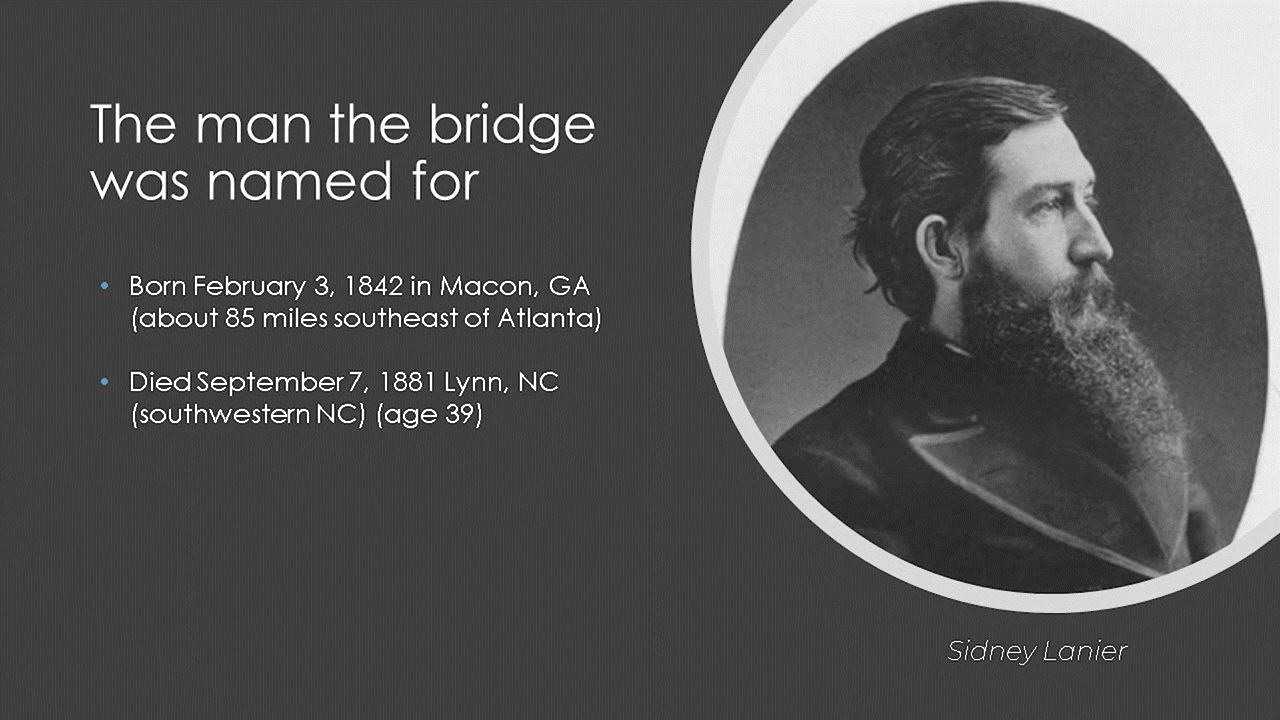 The man the bridge
was named for
• Born February 3, 1842 in Macon, GA
(about 85 miles southeast of Atlanta)
• Died September 7, 1881 Lynn, NC
(southwestern NC) (age 39)
Sidney Lanier